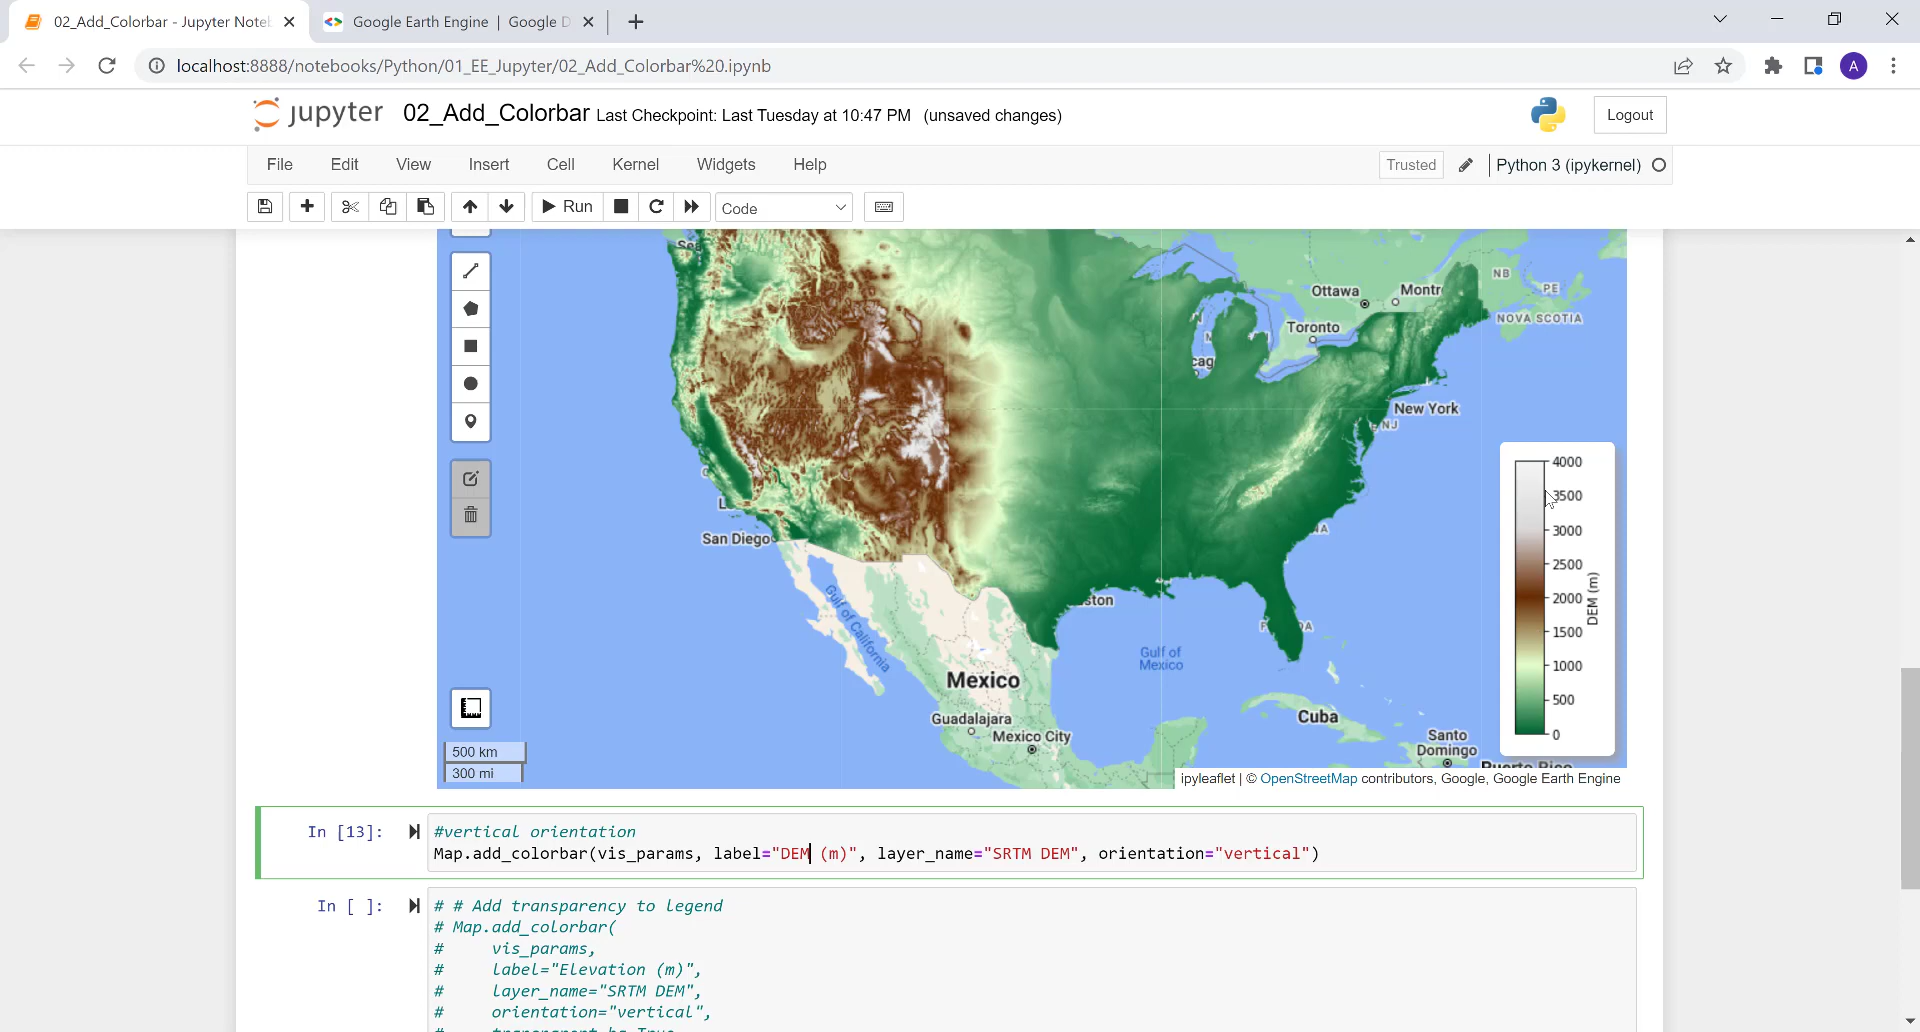 02_Add_Colorbar - Jupyter Note
Google Earth Engine | Google D
localhost:8888/notebooks/Python/01_EE_Jupyter/02_Add_Colorbar%20.ipynb
A
jupyter 02_Add_Colorbar Last Checkpoint: Last Tuesday at 10:47 PM (unsaved changes)
Logout
File Edit View Insert Cell Kernel Widgets Help
Trusted
Python 3 (ipykernel)
Run
Code
Sea
Ottawa
Montr
NB
PE
NOVA SCOTIA
Toronto
cag
New York
NJ
San Diego
ston
Gulf of California
Gulf of
Mexico
Mexico
Guadalajara
Mexico City
Cuba
Santo
Domingo
Puerto Rico
4000
3500
3000
2500
2000
1500
1000
500
0
DEM (m)
500 km
300 mi
ipyleaflet | © OpenStreetMap contributors, Google, Google Earth Engine
In [13]:
#vertical orientation
Map.add_colorbar(vis_params, label="DEM (m)", layer_name="SRTM DEM", orientation="vertical")
In [ ]:
# # Add transparency to legend
# Map.add_colorbar(
#     vis_params,
#     label="Elevation (m)",
#     layer_name="SRTM DEM",
#     orientation="vertical",